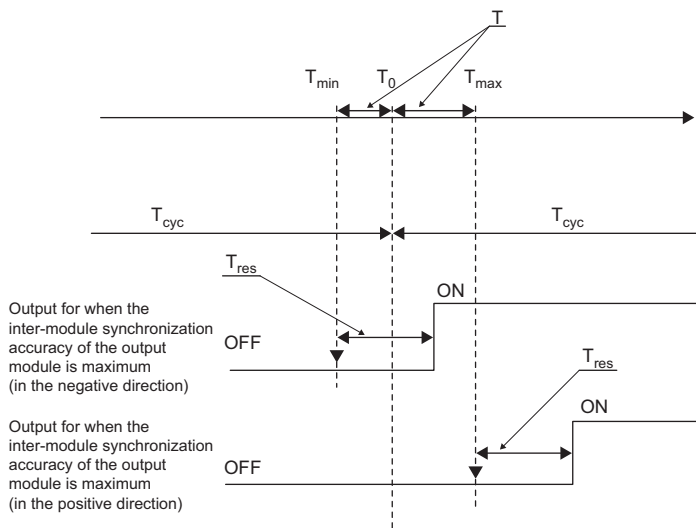 T
Tmin T0 Tmax
Tcyc Tcyc
Tres
ON
Output for when the
inter-module synchronization
accuracy of the output
module is maximum
(in the negative direction)
OFF
Tres
ON
Output for when the
inter-module synchronization
accuracy of the output
module is maximum
(in the positive direction)
OFF